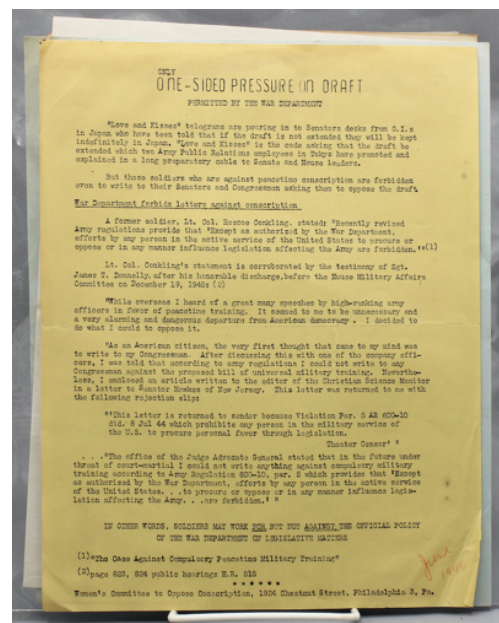 ONLY
ONE-SIDED PRESSURE ON DRAFT
PERMITTED BY THE WAR DEPARTMENT
"Love and Kisses" telegrams are pouring in to Senators desks from G.I.s
in Japan who have been told that if the draft is not extended they will be kept
indefinitely in Japan. "Love and Kisses" is the code asking that the draft be
extended which two Army Public Relations employees in Tokyo have promoted and
explained in a long preparatory cable to Senate and House leaders.
But those soldiers who are against peacetime conscription are forbidden
even to write to their Senators and Congressman asking them to oppose the draft.
War Department forbids letters against conscription
A former soldier, Lt. Col. Roscoe Conkling, stated: "Recently revised
Army regulations provide that "Except as authorized by the War Department,
efforts by any person in the active service of the United States to procure or
oppose or in any manner influence legislation affecting the Army are forbidden."(1)
Lt. Col. Conkling's statement is corroborated by the testimony of Sgt.
James T. Donnelly, after his honorable discharge, before the House Military Affairs
Committee on December 19, 1945: (2)
"While overseas I heard of a great many speeches by high-ranking army
officers in favor of peacetime training. It seemed to me to be unnecessary and
a very alarming and dangerous departure from American democracy. I decided to
do what I could to oppose it.
"As an American citizen, the very first thought that came to my mind was
to write to my Congressman. After discussing this with one of the company offi-
cers, I was told that according to army regulations I could not write to any
Congressman against the proposed bill of universal military training. Neverthe-
less, I enclosed an article written to the editor of the Christian Science Monitor
in a letter to Senator Hawkes of New Jersey. This letter was returned to me with
the following rejection slip:
"'This letter is returned to sender because Violation Par. 5 AR 600-10
dtd. 8 Jul 44 which prohibits any person in the military service of
the U.S. to procure personal favor through legislation.
Theater Censor' "
. . ."The office of the Judge Advocate General stated that in the future under
threat of court-martial I could not write anything against compulsory military
training according to Army Regulation 600-10, par. 5 which provides that "Except
as authorized by the War Department, efforts by any person in the active service
of the United States. . .to procure or oppose or in any manner influence legis-
lation affecting the Army. . .are forbidden.' "
IN OTHER WORDS, SOLDIERS MAY WORK FOR BUT NOT AGAINST THE OFFICIAL POLICY
OF THE WAR DEPARTMENT ON LEGISLATIVE MATTERS
(1)"The Case Against Compulsory Peacetime Military Training"
(2)page 823, 824 public hearings H.R. 515
* * * * * *
Women's Committee to Oppose Conscription, 1924 Chestnut Street, Philadelphia 3, Pa.
June
1946